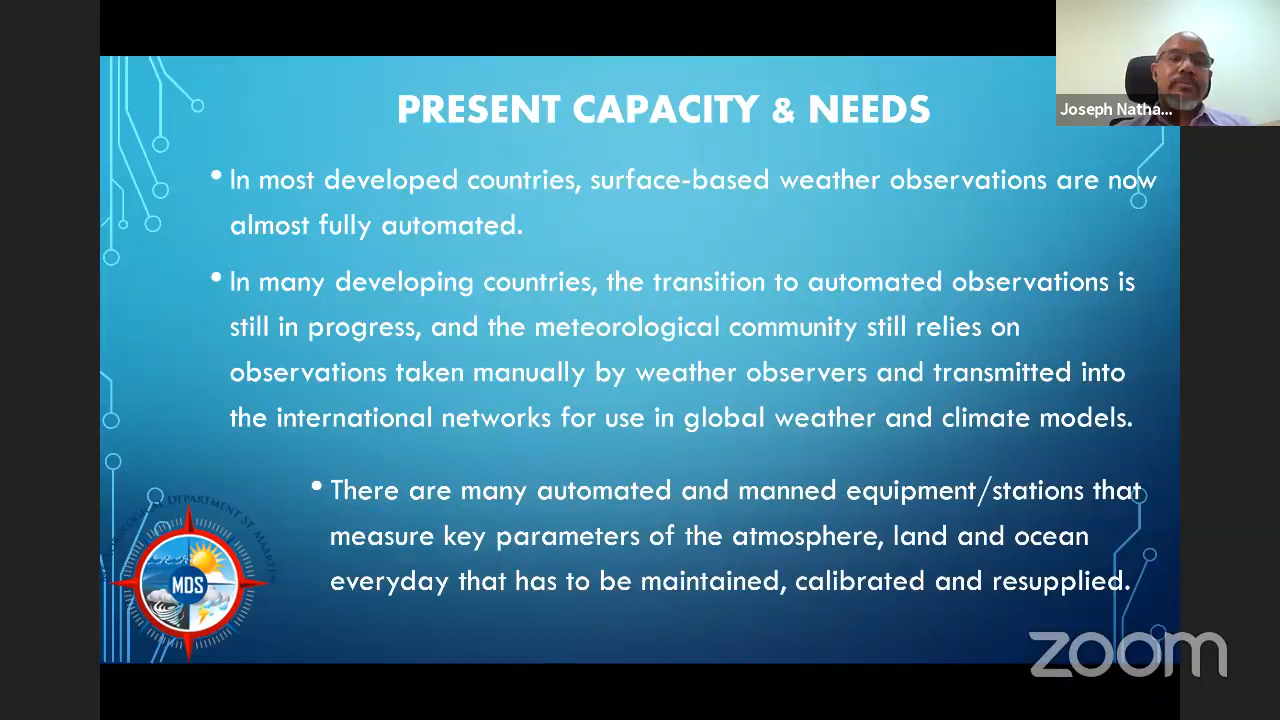 PRESENT CAPACITY & NEEDS
Joseph Natha...
• In most developed countries, surface-based weather observations are now
almost fully automated.
• In many developing countries, the transition to automated observations is
still in progress, and the meteorological community still relies on
observations taken manually by weather observers and transmitted into
the international networks for use in global weather and climate models.
• There are many automated and manned equipment/stations that
measure key parameters of the atmosphere, land and ocean
everyday that has to be maintained, calibrated and resupplied.
DEPARTMENT ST. MAARTEN
MDS
zoom